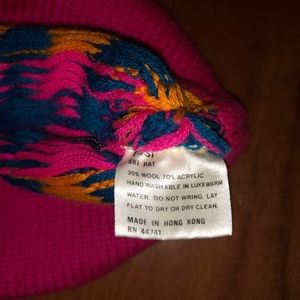 SKI HAT
30% WOOL 70% ACRYLIC
HAND WASHABLE IN LUKEWARM
WATER. DO NOT WRING. LAY
FLAT TO DRY OR DRY CLEAN.
MADE IN HONG KONG
RN 44741